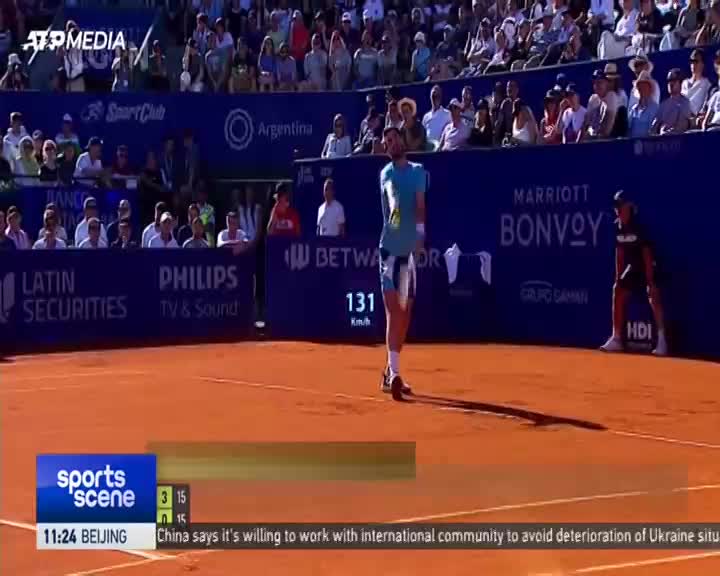 ATP MEDIA
SportClub
Argentina
BANCO
MARRIOTT
BONVOY
BETWA
LATIN
SECURITIES
PHILIPS
TV & Sound
131
Km/h
GRUPO GAMAN
HDI
sports
scene
3 15
0 15
11:24 BEIJING
China says it's willing to work with international community to avoid deterioration of Ukraine situ